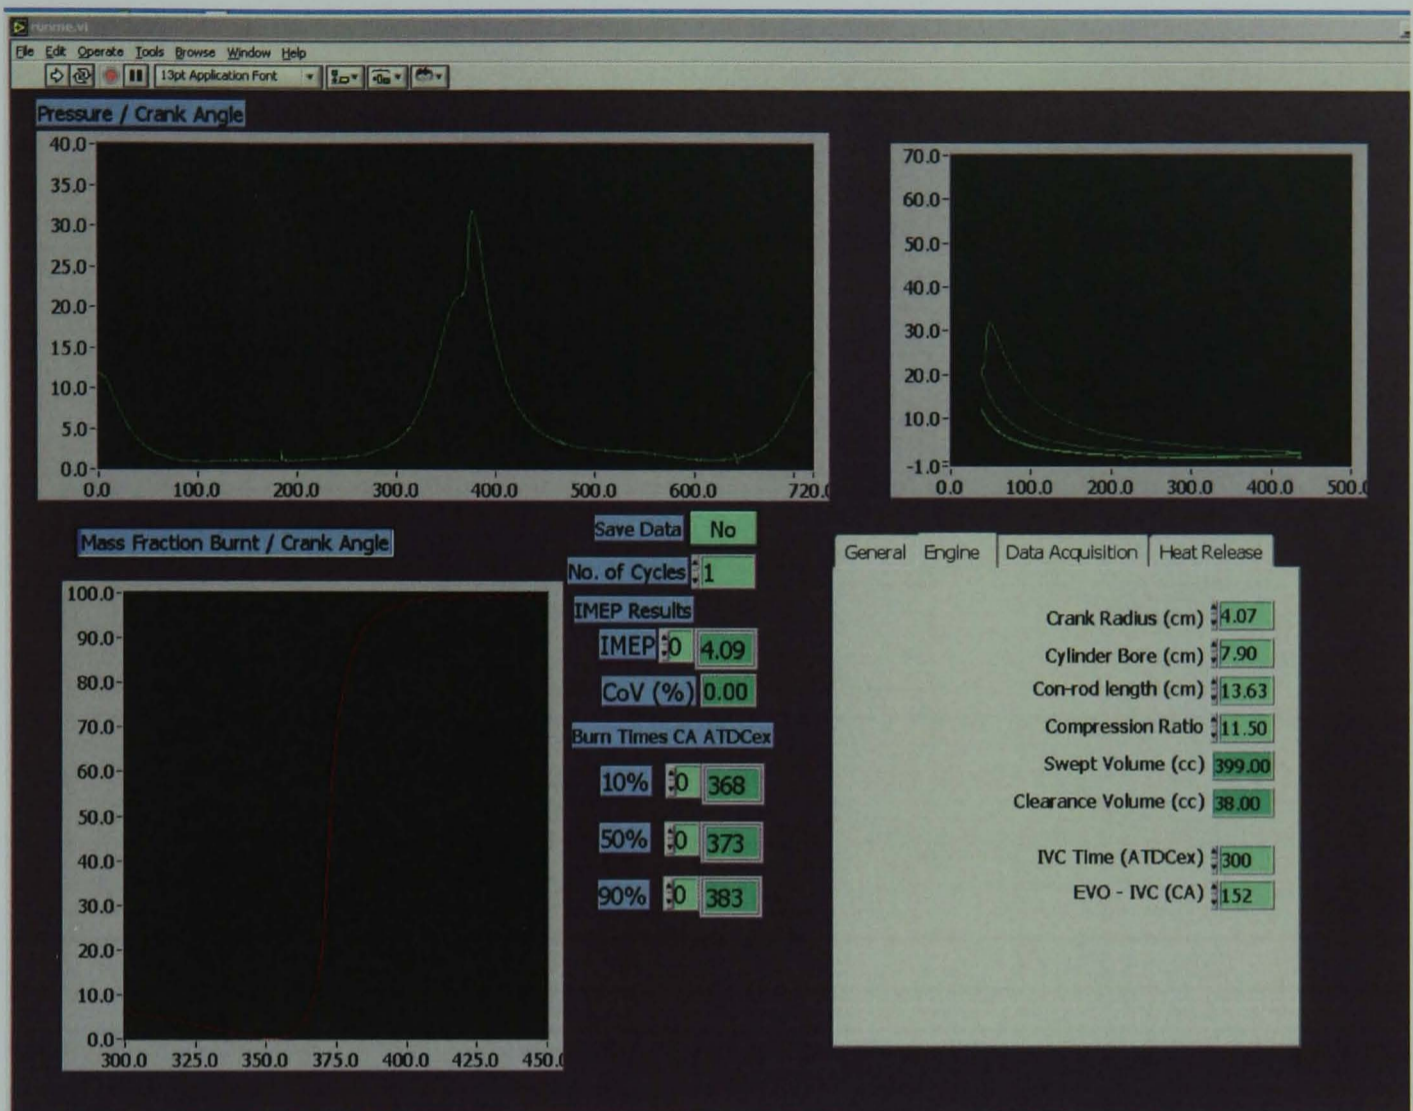 runme.vi
File Edit Operate Tools Browse Window Help
13pt Application Font
Pressure / Crank Angle
40.0
35.0
30.0
25.0
20.0
15.0
10.0
5.0
0.0
0.0 100.0 200.0 300.0 400.0 500.0 600.0 720.0
70.0
60.0
50.0
40.0
30.0
20.0
10.0
-1.0
0.0 100.0 200.0 300.0 400.0 500.0
Mass Fraction Burnt / Crank Angle
100.0
90.0
80.0
70.0
60.0
50.0
40.0
30.0
20.0
10.0
0.0
300.0 325.0 350.0 375.0 400.0 425.0 450.0
Save Data No
No. of Cycles 1
IMEP Results
IMEP 0 4.09
CoV (%) 0.00
Burn Times CA ATDCex
10% 0 368
50% 0 373
90% 0 383
General Engine Data Acquisition Heat Release
Crank Radius (cm) 4.07
Cylinder Bore (cm) 7.90
Con-rod length (cm) 13.63
Compression Ratio 11.50
Swept Volume (cc) 399.00
Clearance Volume (cc) 38.00
IVC Time (ATDCex) 300
EVO - IVC (CA) 152